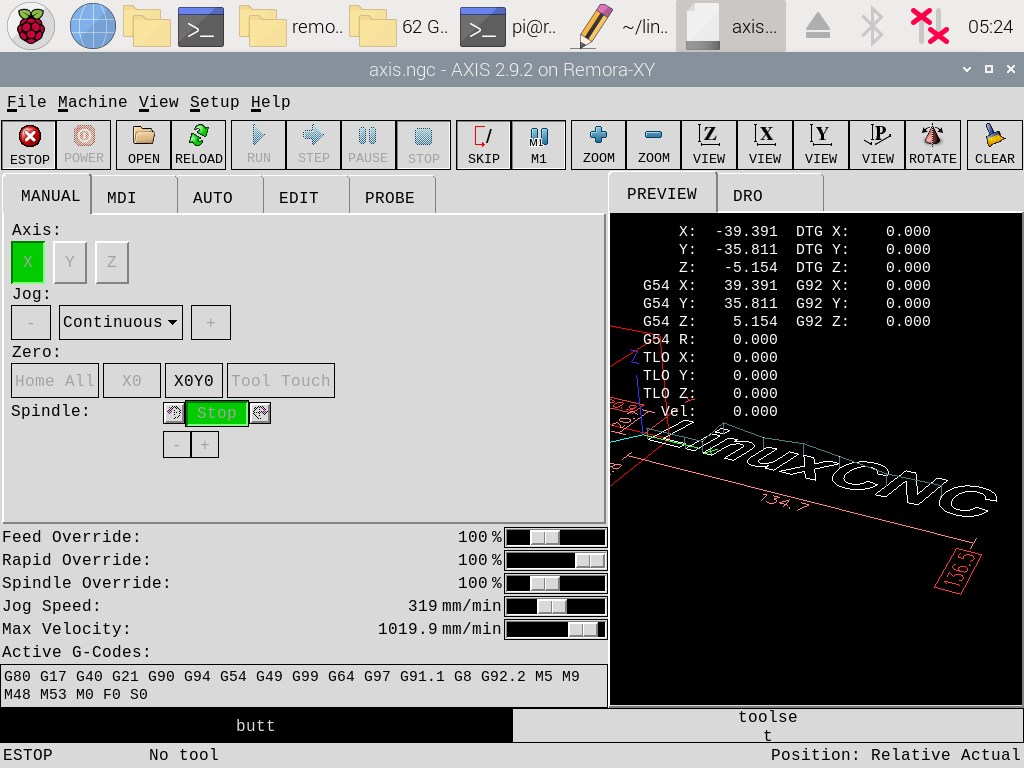 remo.. 62 G.. pi@r.. ~/lin.. axis... 05:24
axis.ngc - AXIS 2.9.2 on Remora-XY
File Machine View Setup Help
ESTOP POWER OPEN RELOAD RUN STEP PAUSE STOP SKIP M1 ZOOM ZOOM VIEW VIEW VIEW VIEW ROTATE CLEAR
MANUAL MDI AUTO EDIT PROBE
PREVIEW DRO
Axis:
X Y Z
Jog:
- Continuous +
Zero:
Home All X0 X0Y0 Tool Touch
Spindle: Stop
- +
X: -39.391 DTG X: 0.000
Y: -35.811 DTG Y: 0.000
Z: -5.154 DTG Z: 0.000
G54 X: 39.391 G92 X: 0.000
G54 Y: 35.811 G92 Y: 0.000
G54 Z: 5.154 G92 Z: 0.000
G54 R: 0.000
TLO X: 0.000
TLO Y: 0.000
TLO Z: 0.000
Vel: 0.000
Z
LinuxCNC
134.7
136.5
Feed Override: 100 %
Rapid Override: 100 %
Spindle Override: 100 %
Jog Speed: 319 mm/min
Max Velocity: 1019.9 mm/min
Active G-Codes:
G80 G17 G40 G21 G90 G94 G54 G49 G99 G64 G97 G91.1 G8 G92.2 M5 M9
M48 M53 M0 F0 S0
butt
toolse
t
ESTOP No tool Position: Relative Actual